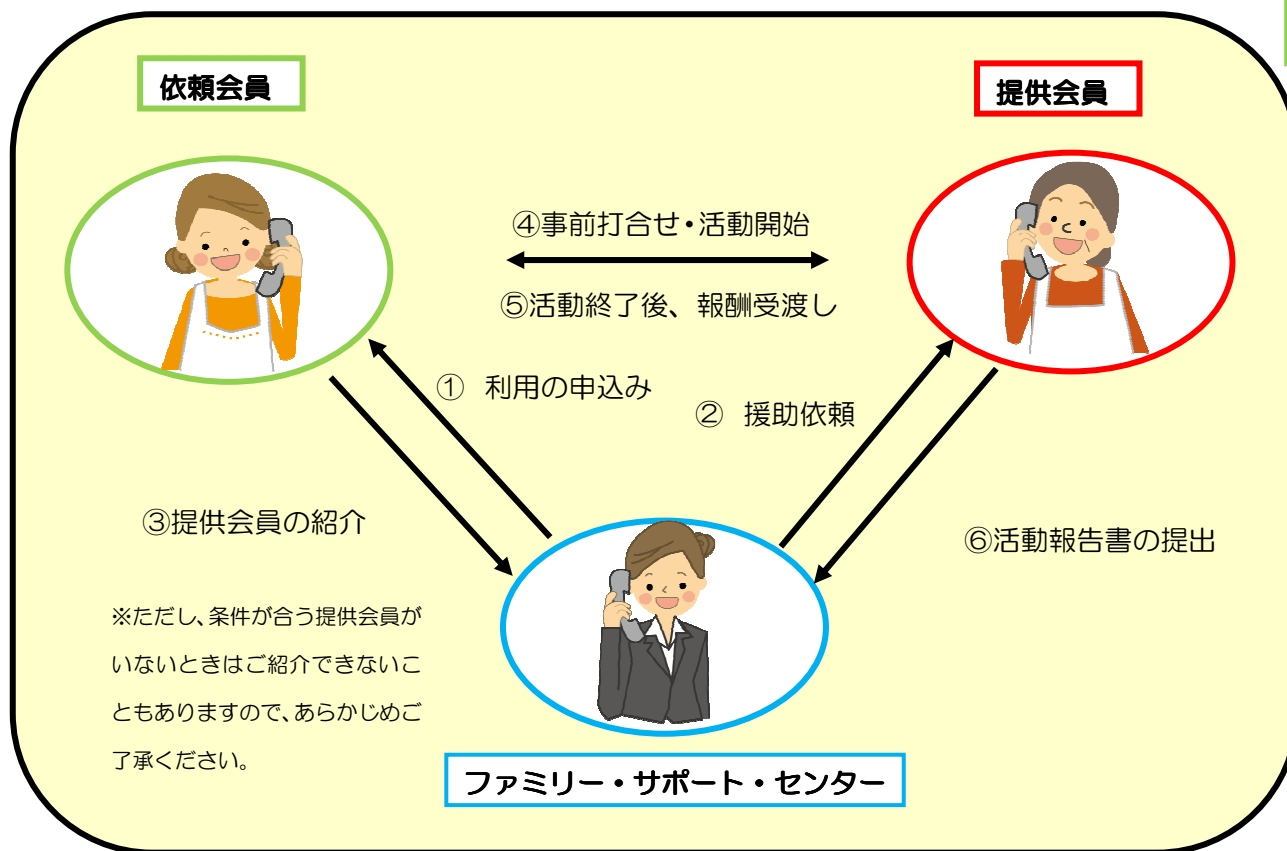 依頼会員
提供会員
④事前打合せ・活動開始
⑤活動終了後、報酬受渡し
① 利用の申込み
② 援助依頼
③提供会員の紹介
⑥活動報告書の提出
※ただし、条件が合う提供会員が
いないときはご紹介できないこ
ともありますので、あらかじめご
了承ください。
ファミリー・サポート・センター